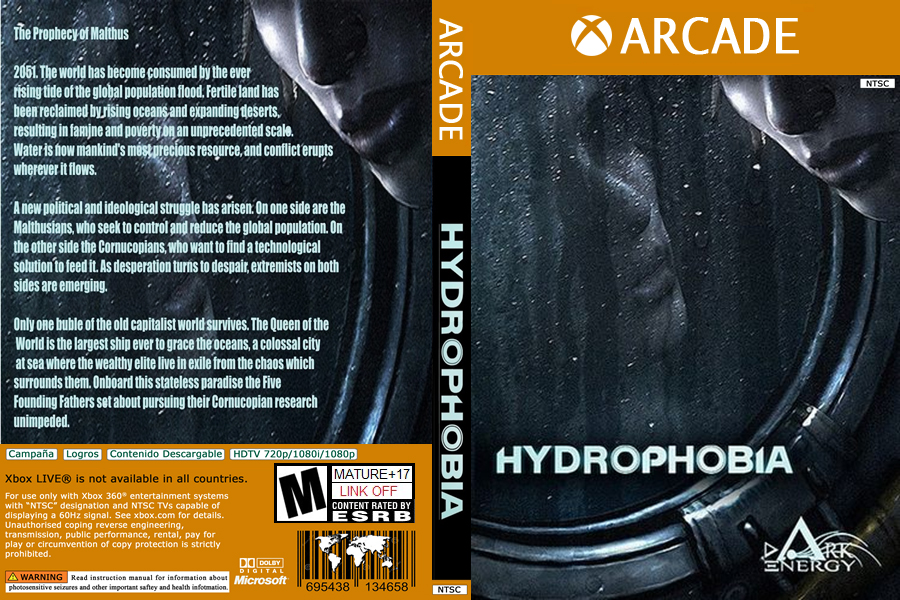 The Prophecy of Malthus
2051. The world has become consumed by the ever
rising tide of the global population flood. Fertile land has
been reclaimed by rising oceans and expanding deserts,
resulting in famine and poverty on an unprecedented scale.
Water is now mankind's most precious resource, and conflict erupts
wherever it flows.
A new political and ideological struggle has arisen. On one side are the
Malthusians, who seek to control and reduce the global population. On
the other side the Cornucopians, who want to find a technological
solution to feed it. As desperation turns to despair, extremists on both
sides are emerging.
Only one buble of the old capitalist world survives. The Queen of the
World is the largest ship ever to grace the oceans, a colossal city
at sea where the wealthy elite live in exile from the chaos which
surrounds them. Onboard this stateless paradise the Five
Founding Fathers set about pursuing their Cornucopian research
unimpeded.
Campaña Logros Contenido Descargable HDTV 720p/1080i/1080p
Xbox LIVE® is not available in all countries.
For use only with Xbox 360® entertainment systems
with "NTSC" designation and NTSC TVs capable of
displaying a 60Hz signal. See xbox.com for details.
Unauthorised coping reverse engineering,
transmission, public performance, rental, pay for
play or circumvention of copy protection is strictly
prohibited.
WARNING Read instruction manual for information about
photosensitive seizures and other important saftey and health infotmation.
M
MATURE+17
LINK OFF
CONTENT RATED BY
ESRB
DOLBY
DIGITAL
Microsoft
695438 134658
ARCADE
HYDROPHOBIA
NTSC
ARCADE
NTSC
HYDROPHOBIA
DARK
ENERGY